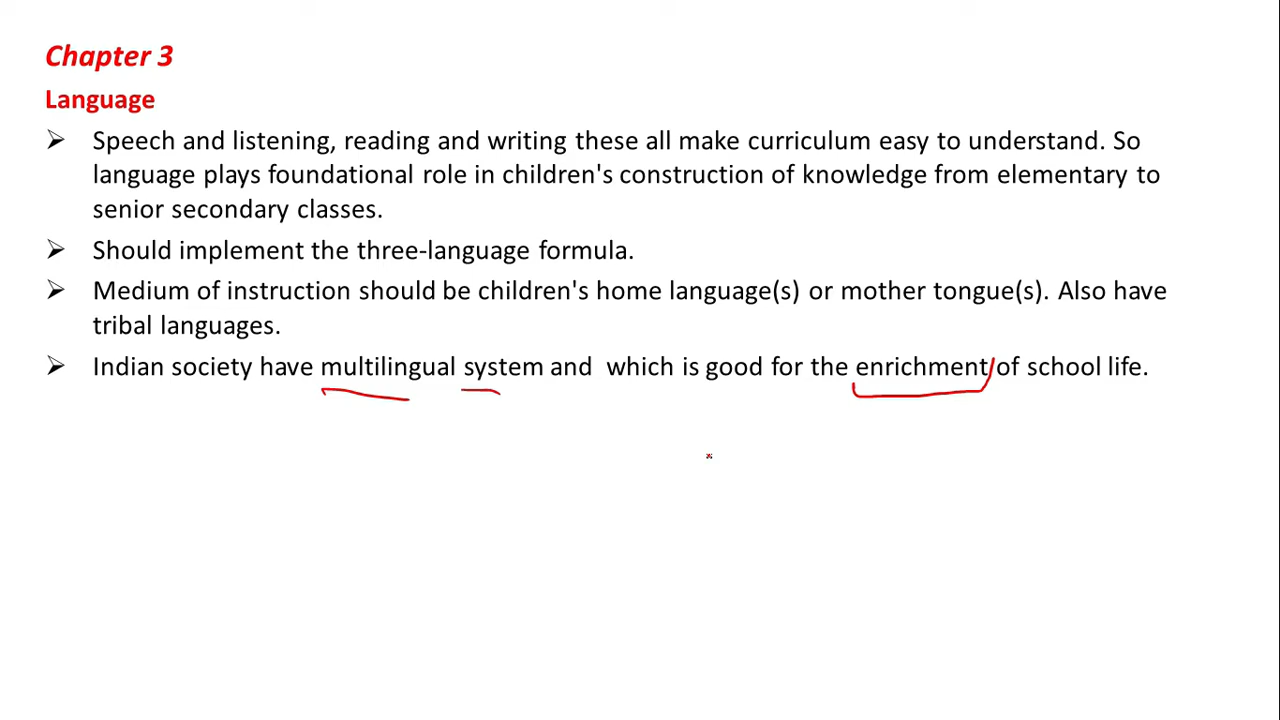 Chapter 3
Language
➢ Speech and listening, reading and writing these all make curriculum easy to understand. So
language plays foundational role in children's construction of knowledge from elementary to
senior secondary classes.
➢ Should implement the three-language formula.
➢ Medium of instruction should be children's home language(s) or mother tongue(s). Also have
tribal languages.
➢ Indian society have multilingual system and which is good for the enrichment of school life.